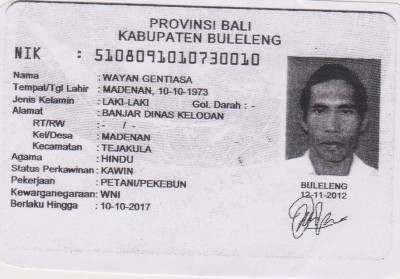 PROVINSI BALI
KABUPATEN BULELENG
NIK : 5108091010730010
Nama : WAYAN GENTIASA
Tempat/Tgl Lahir : MADENAN, 10-10-1973
Jenis Kelamin : LAKI-LAKI Gol. Darah : -
Alamat : BANJAR DINAS KELODAN
RT/RW : - / -
Kel/Desa : MADENAN
Kecamatan : TEJAKULA
Agama : HINDU
Status Perkawinan : KAWIN
Pekerjaan : PETANI/PEKEBUN
Kewarganegaraan : WNI
Berlaku Hingga : 10-10-2017
BULELENG
12-11-2012